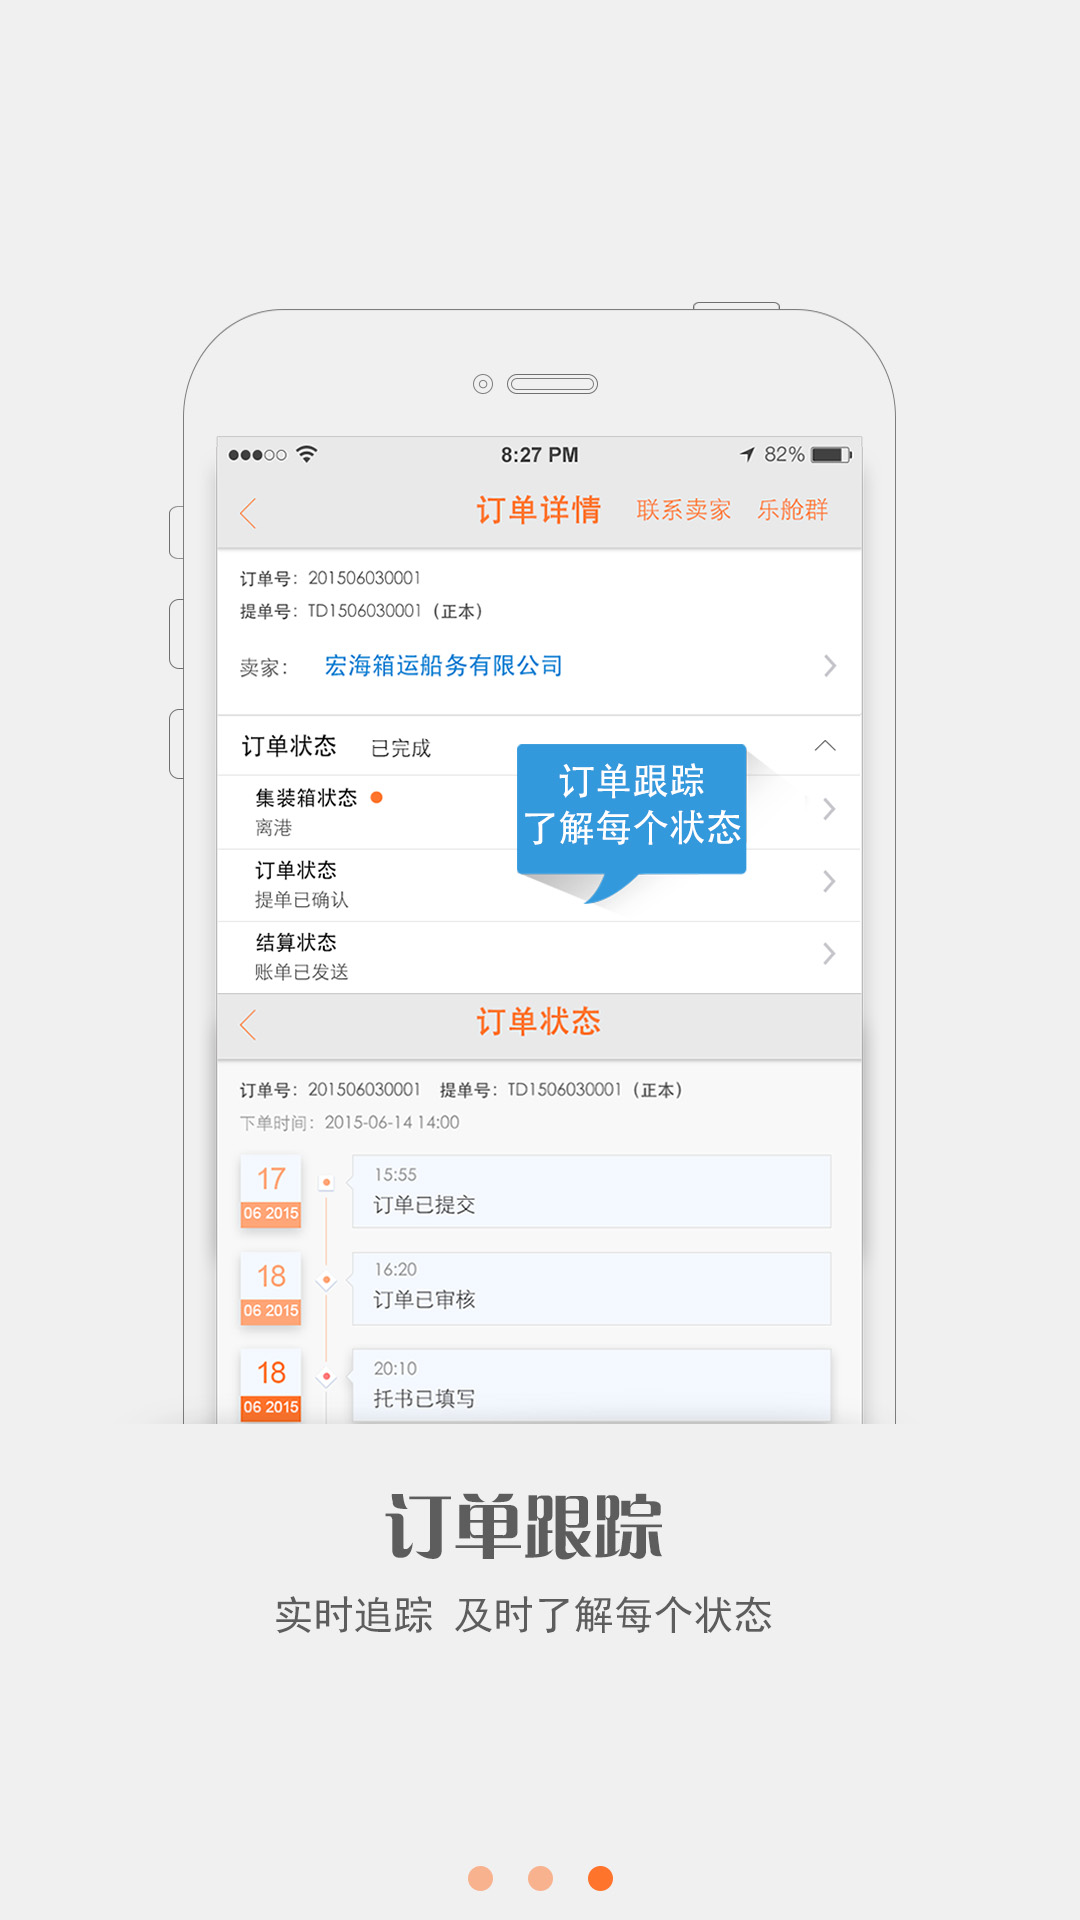 8:27 PM 82%
订单详情 联系卖家 乐舱群
订单号：201506030001
提单号：TD1506030001（正本）
卖家： 宏海箱运船务有限公司
订单状态 已完成
集装箱状态
离港
订单跟踪
了解每个状态
订单状态
提单已确认
结算状态
账单已发送
订单状态
订单号：201506030001 提单号：TD1506030001（正本）
下单时间：2015-06-14 14:00
17
06 2015
15:55
订单已提交
18
06 2015
16:20
订单已审核
18
06 2015
20:10
托书已填写
订单跟踪
实时追踪 及时了解每个状态